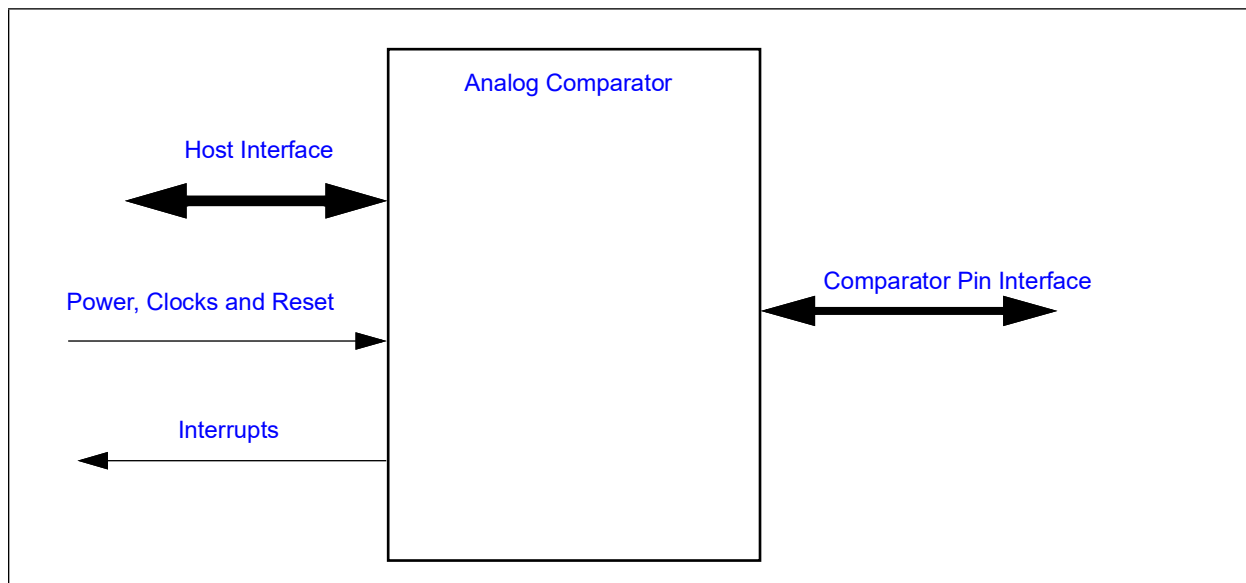 Analog Comparator
Host Interface
Comparator Pin Interface
Power, Clocks and Reset
Interrupts